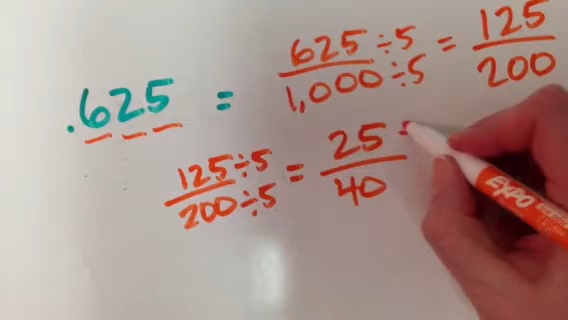 .625 = 625 ÷5 / 1,000 ÷5 = 125 / 200
125 ÷5 / 200 ÷5 = 25 / 40 =
EXPO